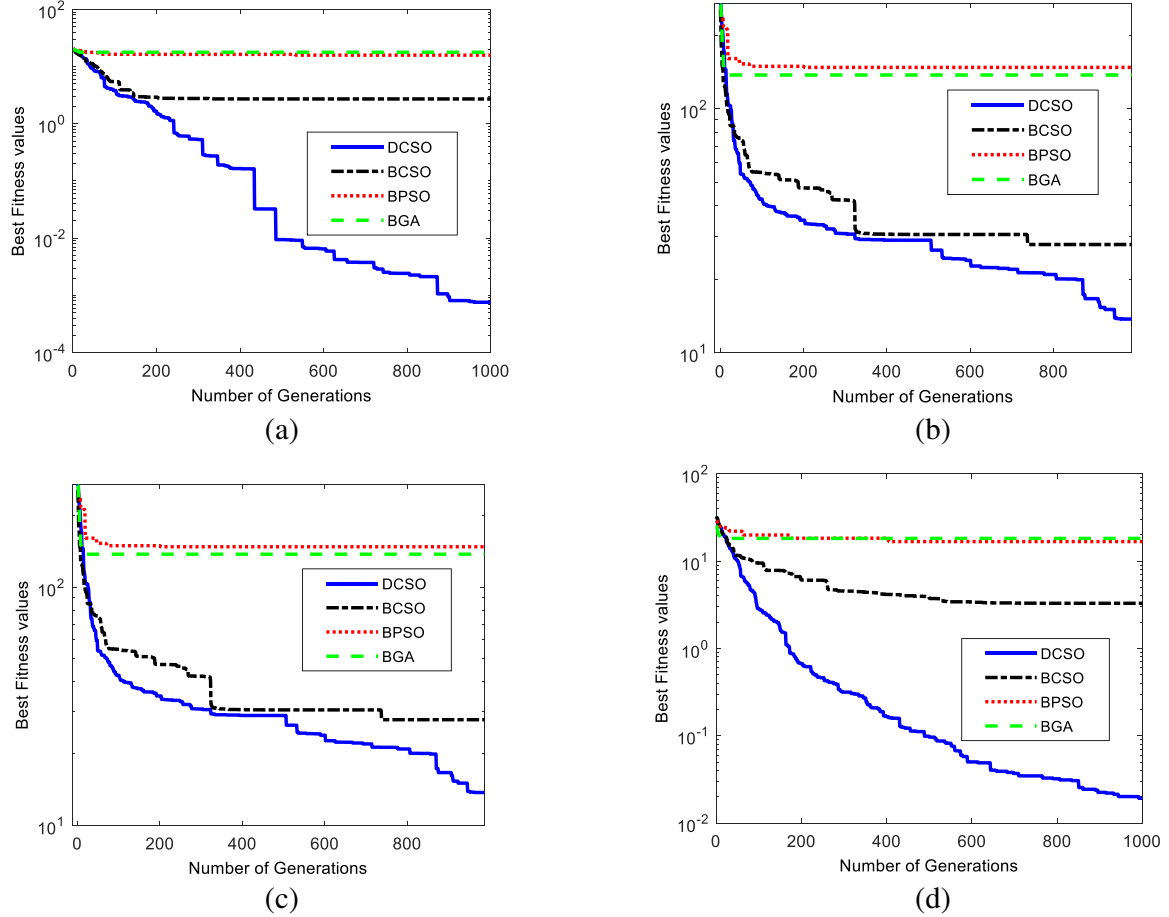 10^2
10^0
10^-2
10^-4
Best Fitness values
DCSO
BCSO
BPSO
BGA
0 200 400 600 800 1000
Number of Generations
(a)
10^2
10^1
Best Fitness values
DCSO
BCSO
BPSO
BGA
0 200 400 600 800
Number of Generations
(b)
10^2
10^1
Best Fitness values
DCSO
BCSO
BPSO
BGA
0 200 400 600 800
Number of Generations
(c)
10^2
10^1
10^0
10^-1
10^-2
Best Fitness values
DCSO
BCSO
BPSO
BGA
0 200 400 600 800 1000
Number of Generations
(d)